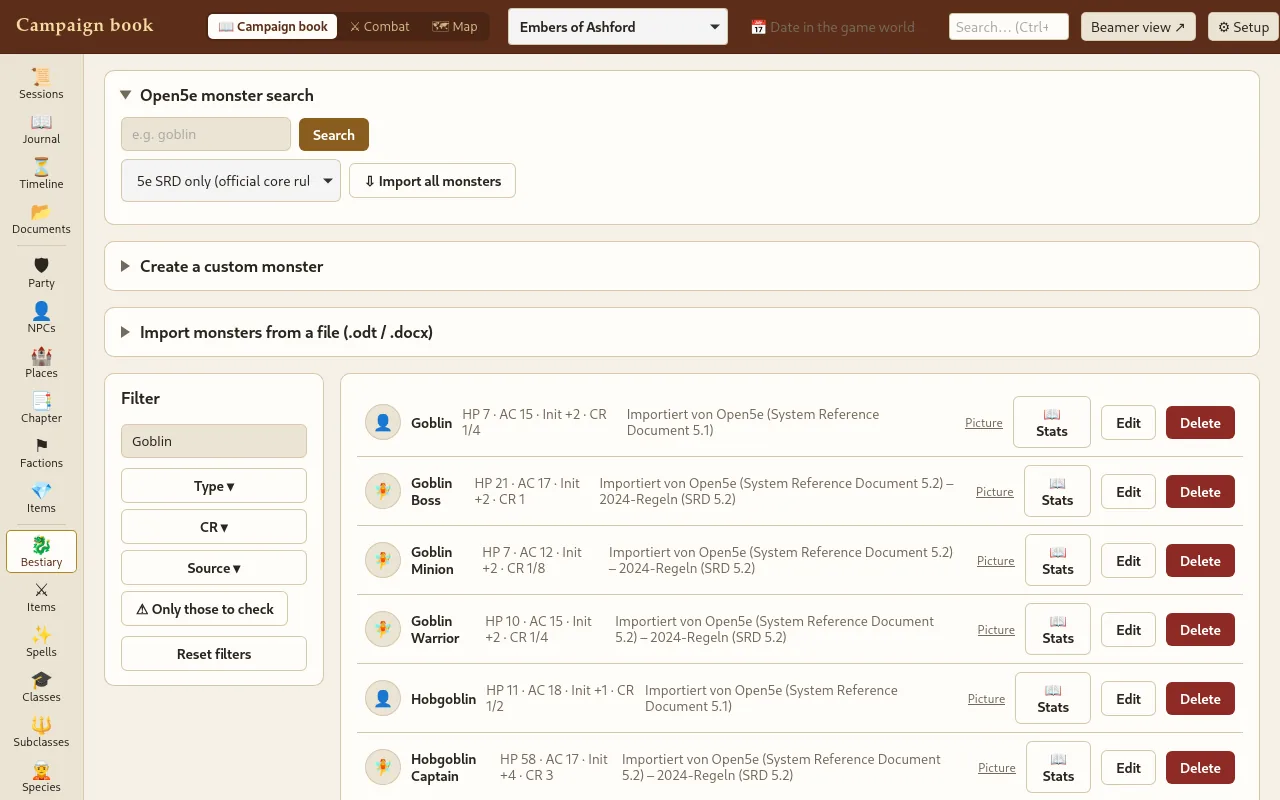 Campaign book
📖 Campaign book
⚔ Combat
🗺 Map
Embers of Ashford
📅 Date in the game world
Search… (Ctrl+
Beamer view ↗
⚙ Setup
Sessions
Journal
Timeline
Documents
Party
NPCs
Places
Chapter
Factions
Items
Bestiary
Items
Spells
Classes
Subclasses
Species
Open5e monster search
e.g. goblin
Search
5e SRD only (official core rul
⇩ Import all monsters
Create a custom monster
Import monsters from a file (.odt / .docx)
Filter
Goblin
Type ▾
CR ▾
Source ▾
⚠ Only those to check
Reset filters
Goblin
HP 7 · AC 15 · Init +2 · CR
1/4
Importiert von Open5e (System Reference
Document 5.1)
Picture
📖
Stats
Edit
Delete
Goblin
Boss
HP 21 · AC 17 · Init
+2 · CR 1
Importiert von Open5e (System Reference Document 5.2) –
2024-Regeln (SRD 5.2)
Picture
📖
Stats
Edit
Delete
Goblin
Minion
HP 7 · AC 12 · Init
+2 · CR 1/8
Importiert von Open5e (System Reference Document 5.2)
– 2024-Regeln (SRD 5.2)
Picture
📖
Stats
Edit
Delete
Goblin
Warrior
HP 10 · AC 15 · Init
+2 · CR 1/4
Importiert von Open5e (System Reference Document
5.2) – 2024-Regeln (SRD 5.2)
Picture
📖
Stats
Edit
Delete
Hobgoblin
HP 11 · AC 18 · Init +1 · CR
1/2
Importiert von Open5e (System Reference
Document 5.1)
Picture
📖
Stats
Edit
Delete
Hobgoblin
Captain
HP 58 · AC 17 · Init
+4 · CR 3
Importiert von Open5e (System Reference Document
5.2) – 2024-Regeln (SRD 5.2)
Picture
📖
Stats
Edit
Delete